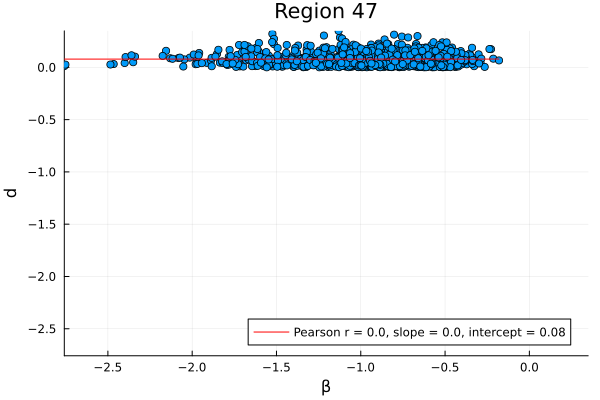 Region 47
0.0
−0.5
−1.0
−1.5
−2.0
−2.5
d
Pearson r = 0.0, slope = 0.0, intercept = 0.08
−2.5 −2.0 −1.5 −1.0 −0.5 0.0
β